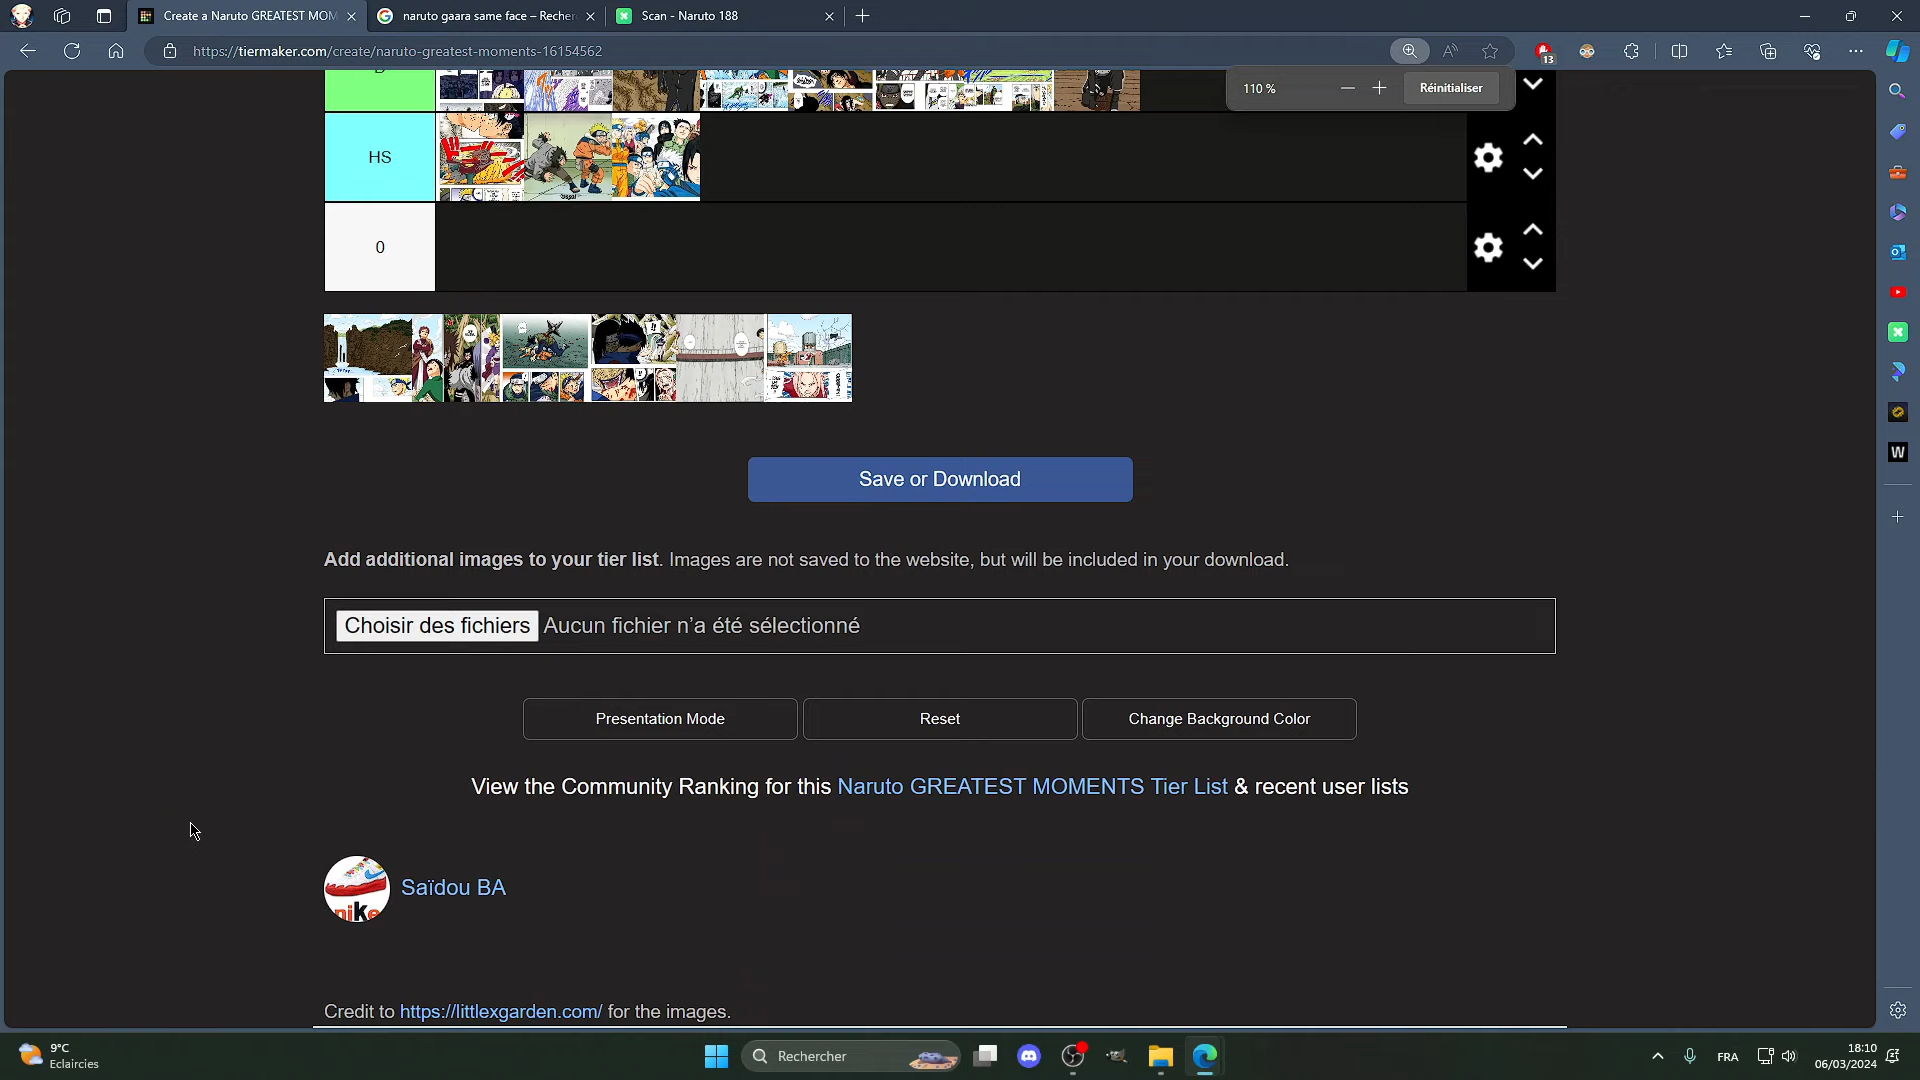 Create a Naruto GREATEST MOM
naruto gaara same face – Recher
Scan - Naruto 188
https://tiermaker.com/create/naruto-greatest-moments-16154562
13
110 %
Réinitialiser
HS
0
Save or Download
Add additional images to your tier list. Images are not saved to the website, but will be included in your download.
Choisir des fichiers Aucun fichier n’a été sélectionné
Presentation Mode
Reset
Change Background Color
View the Community Ranking for this Naruto GREATEST MOMENTS Tier List & recent user lists
nike
Saïdou BA
Credit to https://littlexgarden.com/ for the images.
W
9°C
Eclaircies
Rechercher
FRA
18:10
06/03/2024